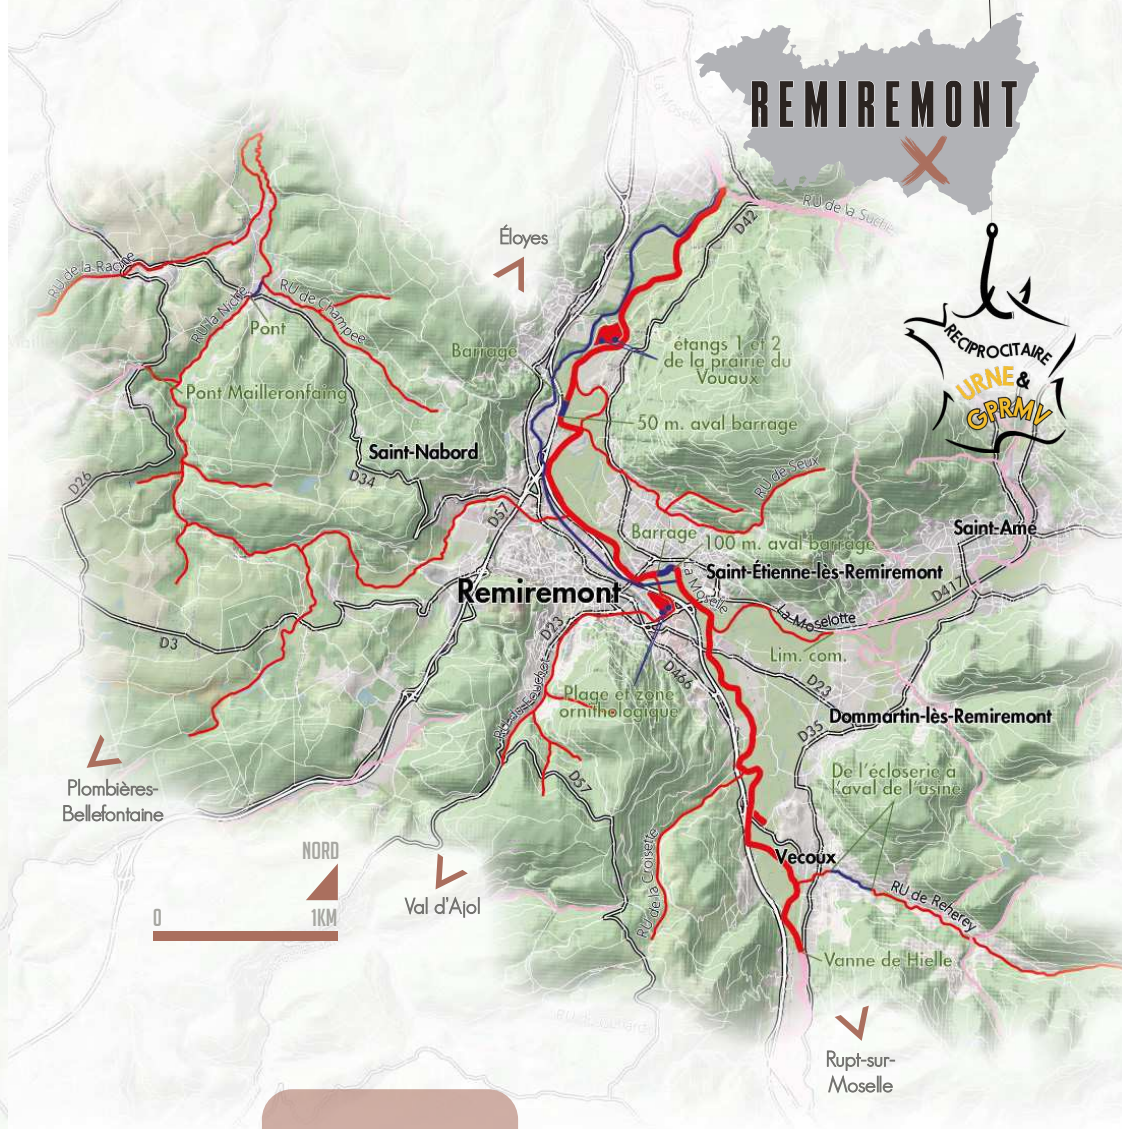 REMIREMONT
La Moselle
RU de la Suche
D42
Éloyes
RU de la Racine
RU la Niche
RU de Champee
Pont
RECIPROCITAIRE
URNE &
GPRMV
étangs 1 et 2
de la prairie du
Vouaux
Barrage
Pont Mailleronfaing
50 m. aval barrage
Saint-Nabord
D34
D26
RU de Seux
D57
Saint-Amé
Barrage
100 m. aval barrage
Saint-Étienne-lès-Remiremont
Remiremont
La Moselle
D417
La Moselotte
D3
D23
Lim. com.
D466
D23
Plage et zone
ornithologique
Dommartin-lès-Remiremont
D35
De l'écloserie a
l'aval de l'usine
D57
Plombières-
Bellefontaine
NORD
0
1KM
Vecoux
RU de la Croisette
RU de Reherey
Val d'Ajol
Vanne de Hielle
Rupt-sur-
Moselle